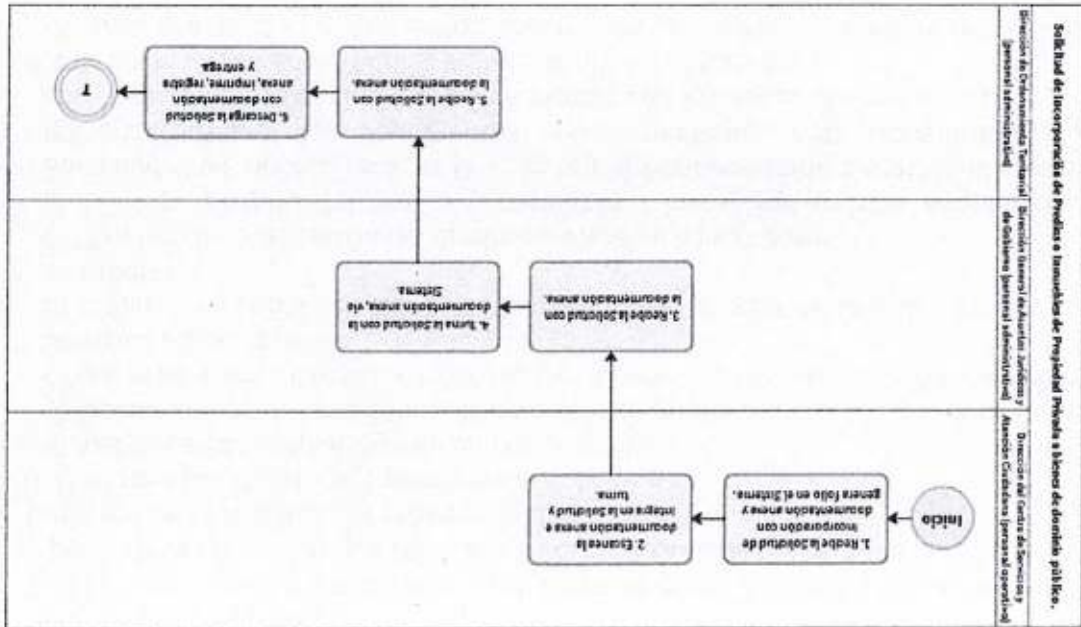 Solicitud de Incorporación de Predios o Inmuebles de Propiedad Privada a bienes de dominio público.
Dirección del Centro de Servicios y
Atención Ciudadana (personal operativo)
Inicio
1. Recibe la Solicitud de
incorporación con
documentación anexa y
genera folio en el Sistema.
2. Escanea la
documentación anexa e
integra en la Solicitud y
turna.
Dirección General de Asuntos Jurídicos y
de Gobierno (personal administrativo)
3. Recibe la Solicitud con
la documentación anexa.
4. Turna la Solicitud con la
documentación anexa, vía
Sistema.
Dirección de Ordenamiento Territorial
(personal administrativo)
5. Recibe la Solicitud con
la documentación anexa.
6. Descarga la Solicitud
con documentación
anexa, imprime, registra
y entrega
T